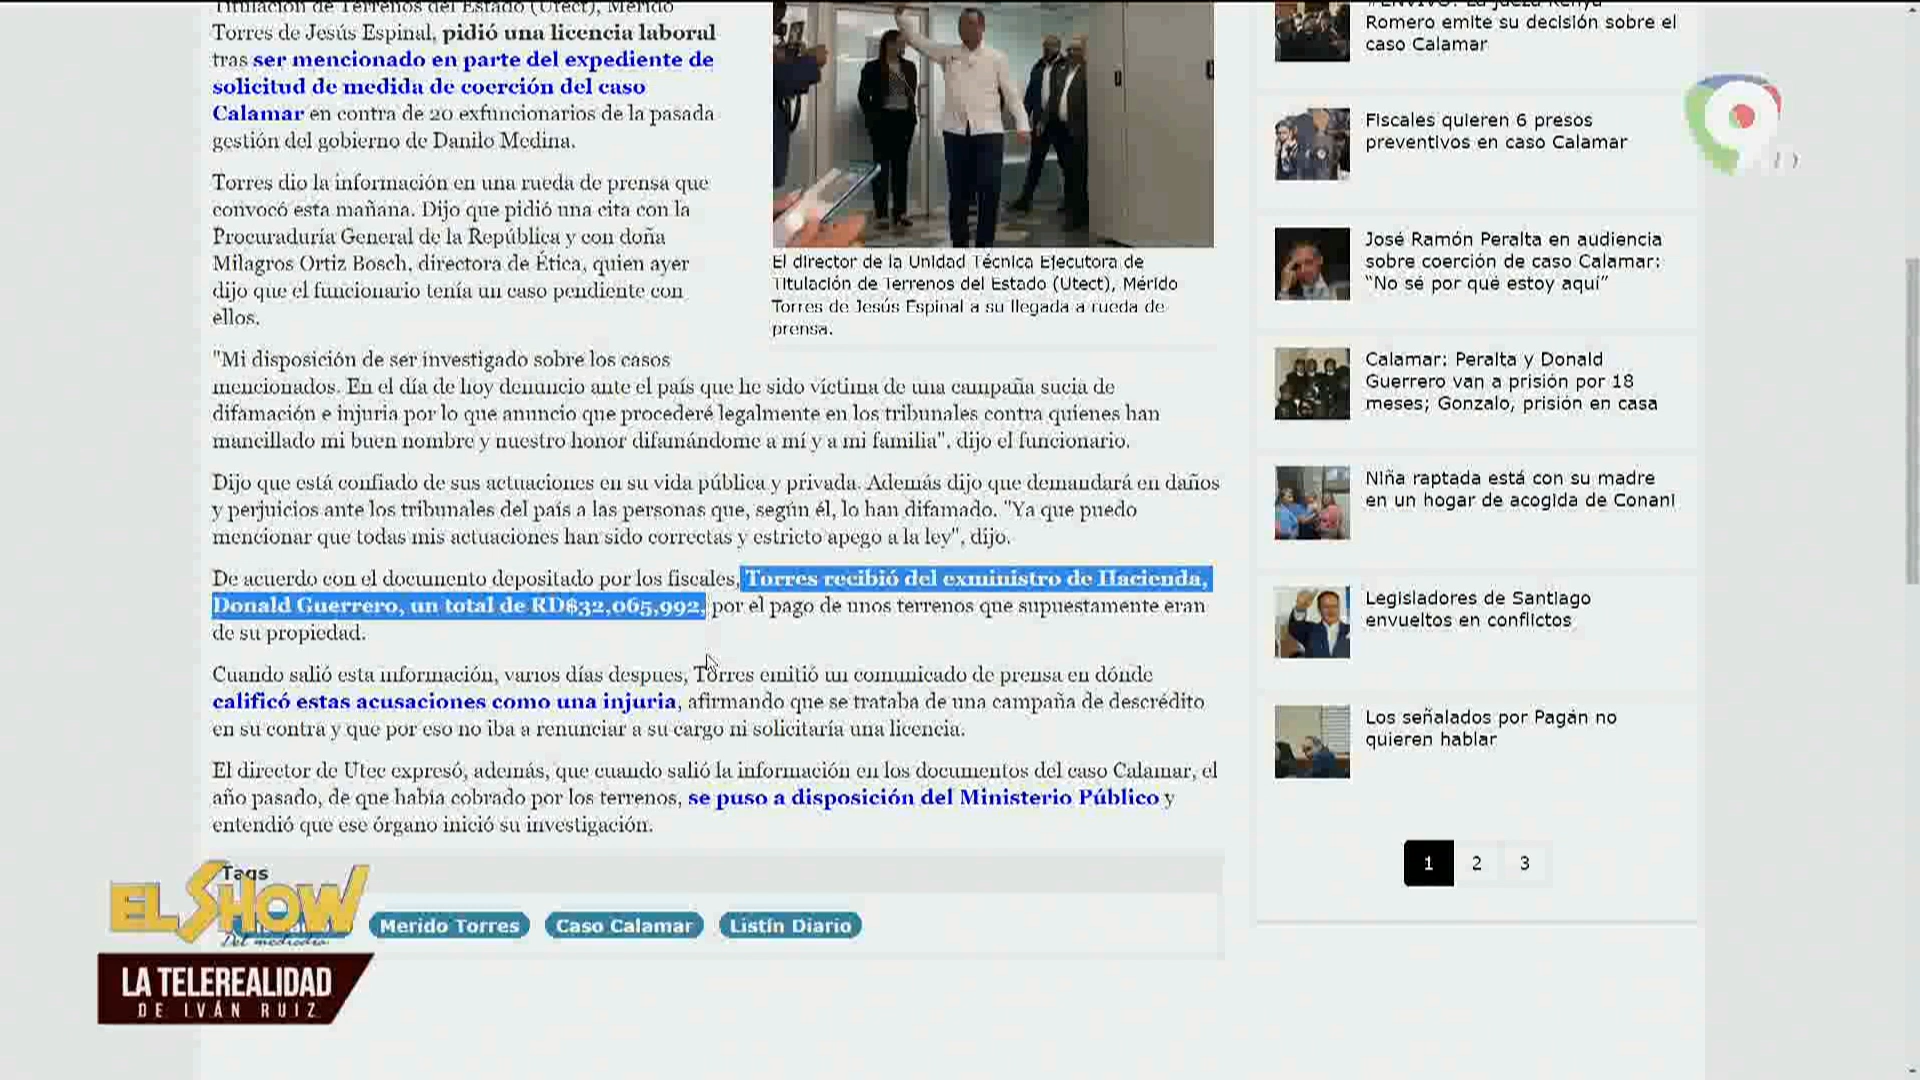 Titulación de Terrenos del Estado (Utect), Mérido
Torres de Jesús Espinal, pidió una licencia laboral
tras ser mencionado en parte del expediente de
solicitud de medida de coerción del caso
Calamar en contra de 20 exfuncionarios de la pasada
gestión del gobierno de Danilo Medina.
Torres dio la información en una rueda de prensa que
convocó esta mañana. Dijo que pidió una cita con la
Procuraduría General de la República y con doña
Milagros Ortiz Bosch, directora de Ética, quien ayer
dijo que el funcionario tenía un caso pendiente con
ellos.
"Mi disposición de ser investigado sobre los casos
mencionados. En el día de hoy denuncio ante el país que he sido víctima de una campaña sucia de
difamación e injuria por lo que anuncio que procederé legalmente en los tribunales contra quienes han
mancillado mi buen nombre y nuestro honor difamándome a mí y a mi familia", dijo el funcionario.
Dijo que está confiado de sus actuaciones en su vida pública y privada. Además dijo que demandará en daños
y perjuicios ante los tribunales del país a las personas que, según él, lo han difamado. "Ya que puedo
mencionar que todas mis actuaciones han sido correctas y estricto apego a la ley", dijo.
De acuerdo con el documento depositado por los fiscales, Torres recibió del exministro de Hacienda,
Donald Guerrero, un total de RD$32,065,992, por el pago de unos terrenos que supuestamente eran
de su propiedad.
Cuando salió esta información, varios días despues, Torres emitió un comunicado de prensa en dónde
calificó estas acusaciones como una injuria, afirmando que se trataba de una campaña de descrédito
en su contra y que por eso no iba a renunciar a su cargo ni solicitaría una licencia.
El director de Utec expresó, además, que cuando salió la información en los documentos del caso Calamar, el
año pasado, de que había cobrado por los terrenos, se puso a disposición del Ministerio Público y
entendió que ese órgano inició su investigación.
El director de la Unidad Técnica Ejecutora de
Titulación de Terrenos del Estado (Utect), Mérido
Torres de Jesús Espinal a su llegada a rueda de
prensa.
#ENVIVO: La jueza Kenya
Romero emite su decisión sobre el
caso Calamar
Fiscales quieren 6 presos
preventivos en caso Calamar
José Ramón Peralta en audiencia
sobre coerción de caso Calamar:
“No sé por qué estoy aquí”
Calamar: Peralta y Donald
Guerrero van a prisión por 18
meses; Gonzalo, prisión en casa
Niña raptada está con su madre
en un hogar de acogida de Conani
Legisladores de Santiago
envueltos en conflictos
Los señalados por Pagán no
quieren hablar
1 2 3
Tags
Merido Torres Caso Calamar Listín Diario
EL SHOW
Del mediodía
LA TELEREALIDAD
DE IVÁN RUIZ